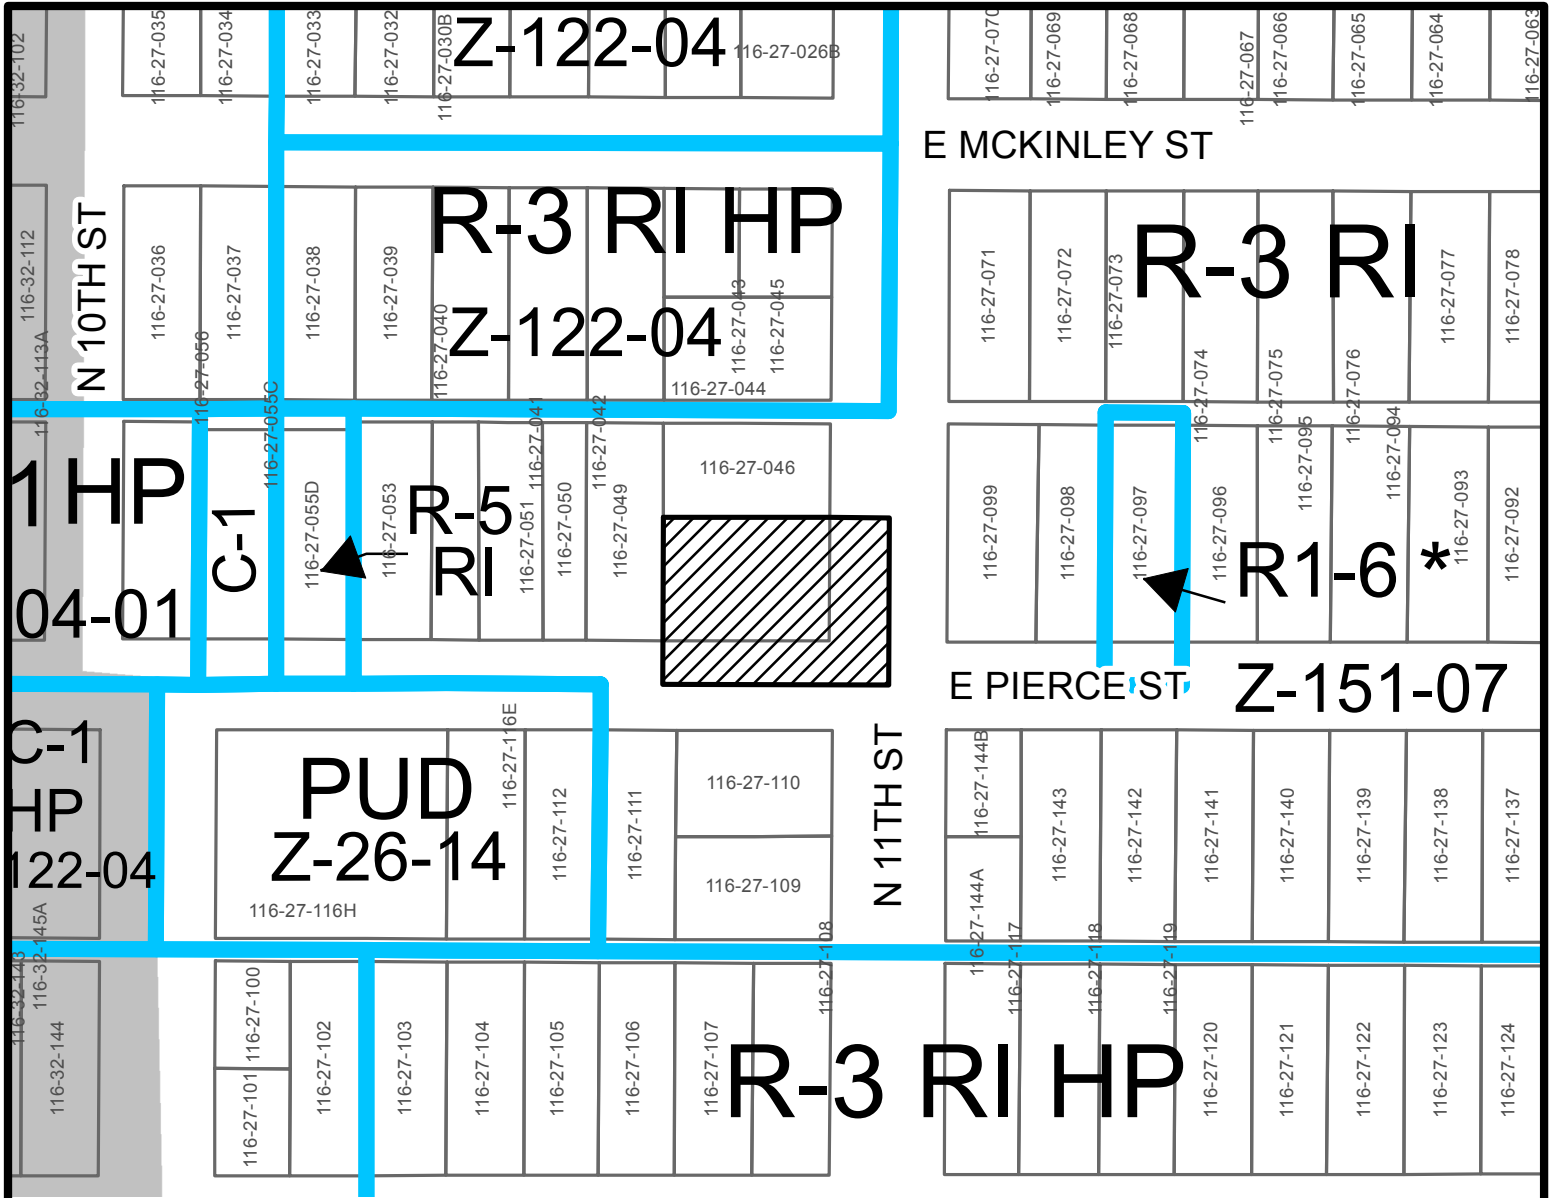 116-32-102
116-27-035
116-27-034
116-27-033
116-27-032
116-27-030B
Z-122-04
116-27-026B
116-27-070
116-27-069
116-27-068
116-27-067
116-27-066
116-27-065
116-27-064
116-27-063
E MCKINLEY ST
N 10TH ST
116-32-112
116-32-113A
116-27-036
116-27-037
116-27-038
116-27-039
R-3 RI HP
Z-122-04
116-27-040
116-27-043
116-27-045
116-27-044
116-27-056
116-27-055C
116-27-041
116-27-042
116-27-071
116-27-072
116-27-073
R-3 RI
116-27-077
116-27-078
116-27-074
116-27-075
116-27-076
1 HP
04-01
C-1
116-27-055D
116-27-053
R-5
RI
116-27-051
116-27-050
116-27-049
116-27-046
116-27-099
116-27-098
116-27-097
116-27-096
116-27-095
116-27-094
116-27-093
116-27-092
R1-6 *
Z-151-07
E PIERCE ST
C-1
HP
122-04
PUD
Z-26-14
116-27-116H
116-27-116E
116-27-112
116-27-111
116-27-110
116-27-109
N 11TH ST
116-27-144B
116-27-144A
116-27-143
116-27-142
116-27-141
116-27-140
116-27-139
116-27-138
116-27-137
116-32-143
116-32-145A
116-32-144
116-27-100
116-27-101
116-27-102
116-27-103
116-27-104
116-27-105
116-27-106
116-27-107
116-27-108
R-3 RI HP
116-27-117
116-27-118
116-27-119
116-27-120
116-27-121
116-27-122
116-27-123
116-27-124